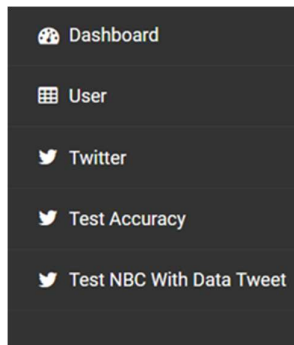 Dashboard
User
Twitter
Test Accuracy
Test NBC With Data Tweet